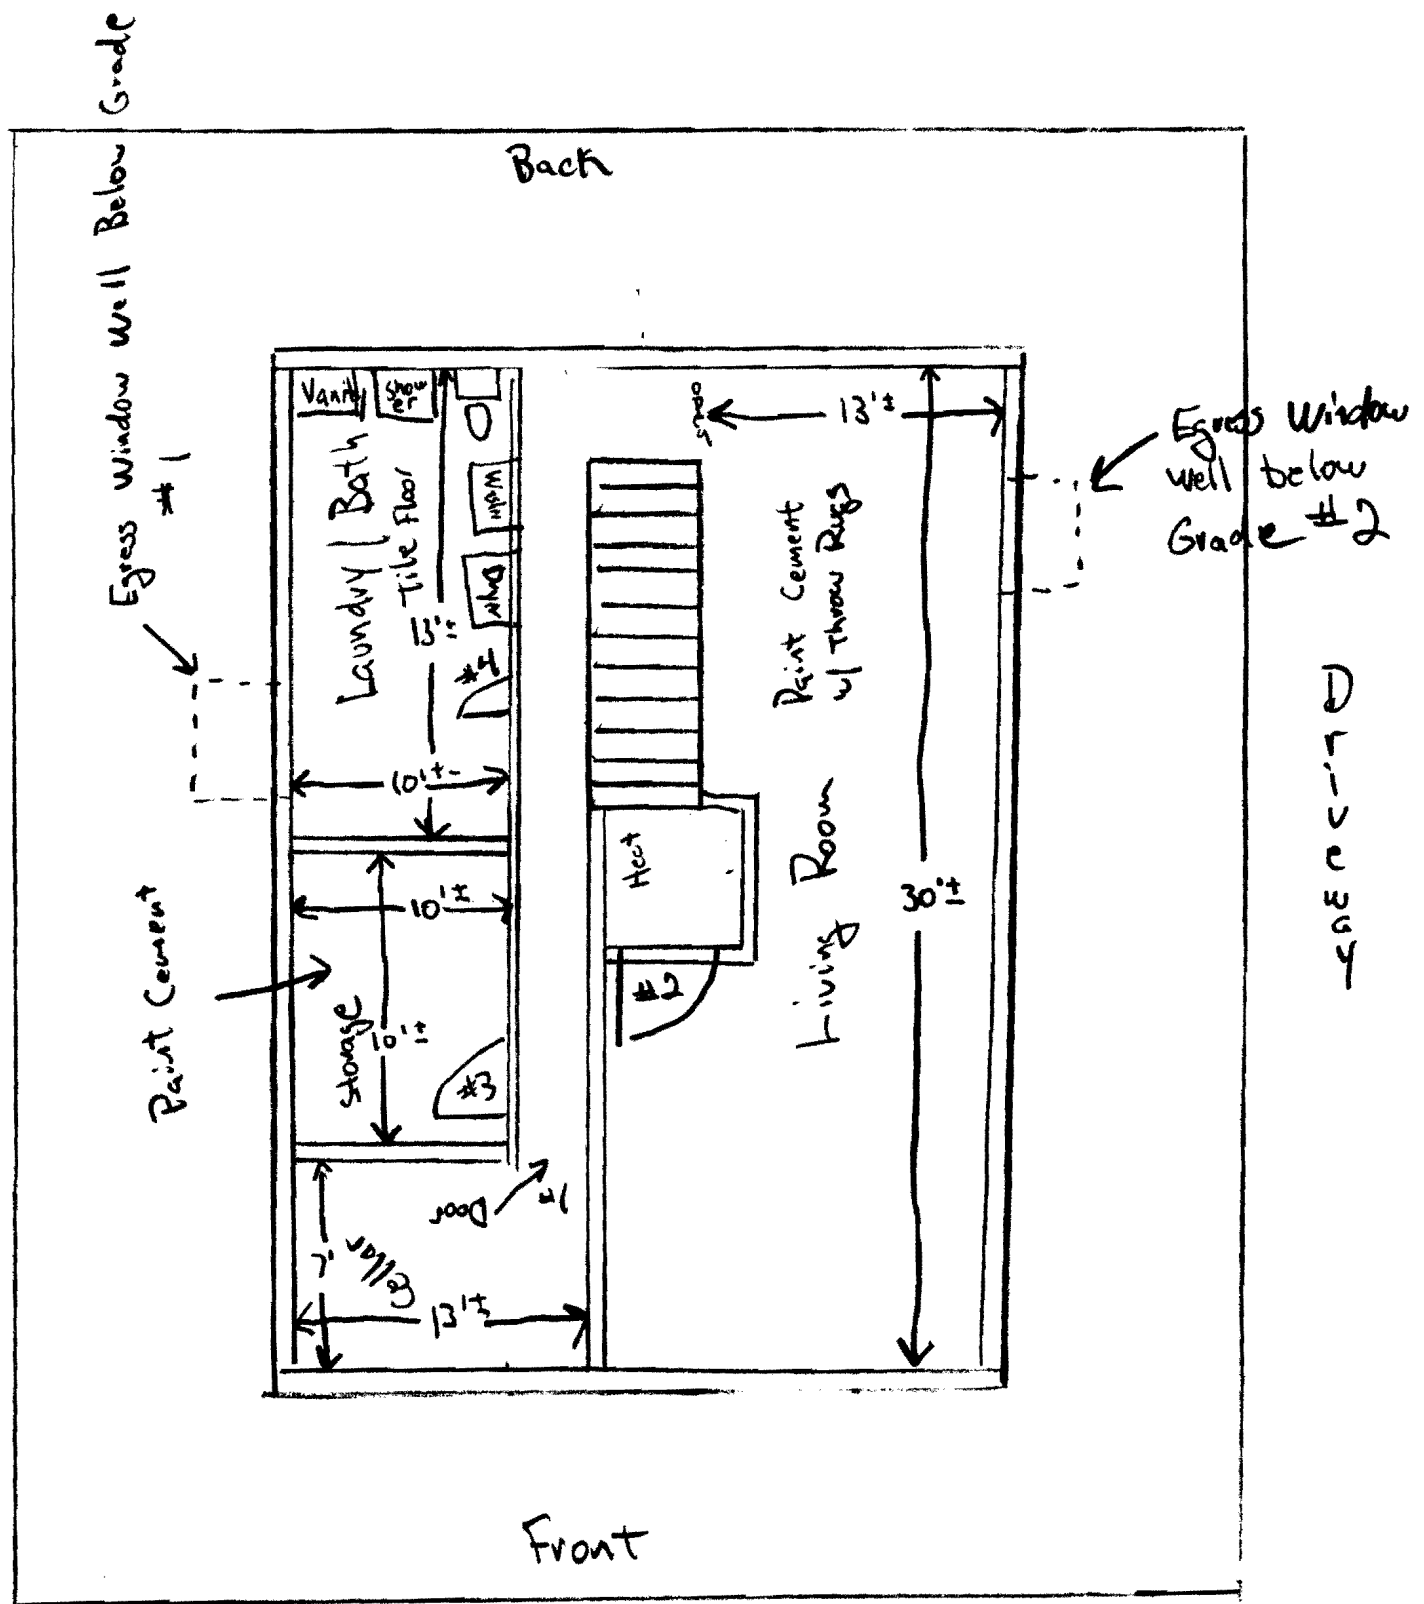 Back
Egress Window Well Below Grade
#1
Vanity
Show
er
open
13'±
Egress Window
well below
Grade #2
Laundry / Bath
Tile Floor
13'±
Wash
Dryer
#4
10'±
Paint Cement
w/ Throw Rugs
Living Room
30'±
Driveway
Heat
#2
10'±
Paint Cement
Storage
10'±
#3
Door
#1
7'
Cellar
13'±
Front